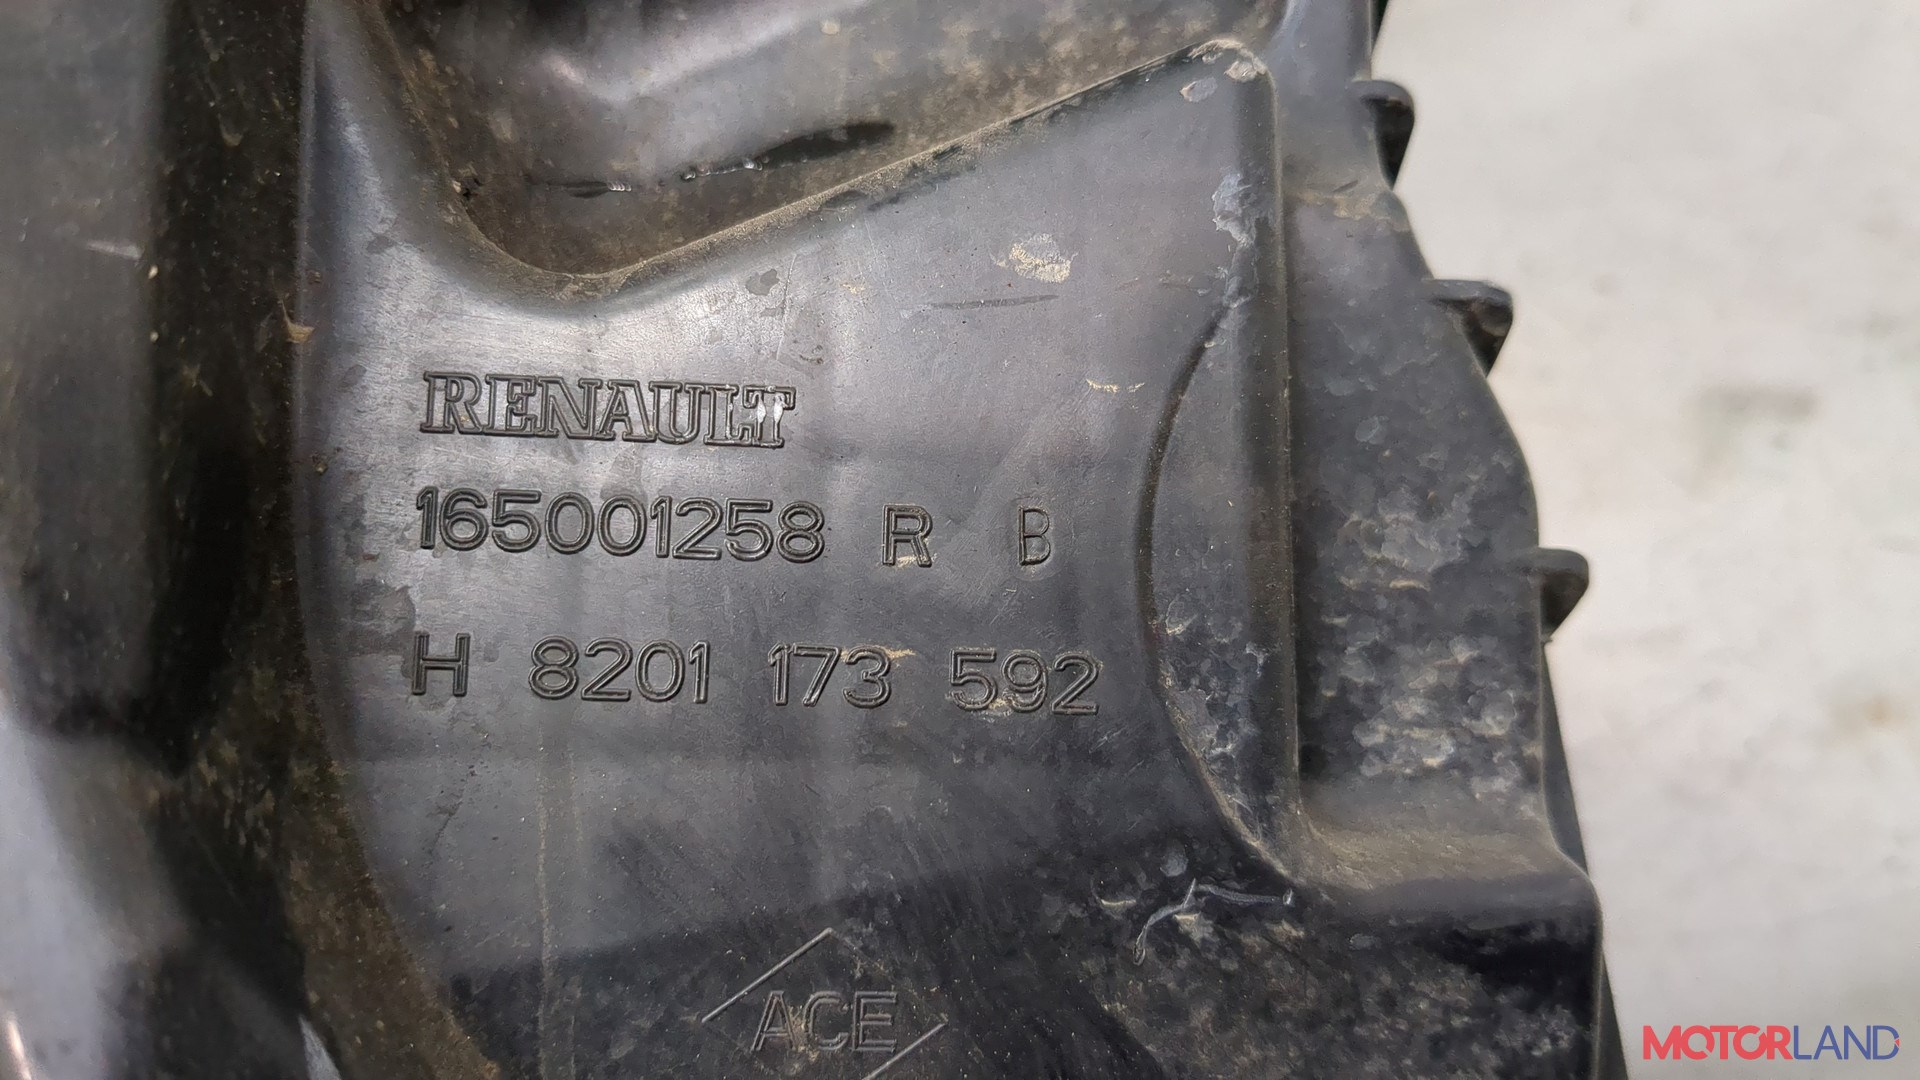 RENAULT
165001258 R B
H 8201 173 592
ACE
MOTORLAND